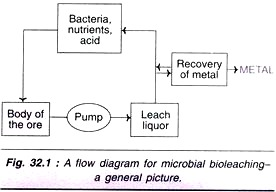 Bacteria,
nutrients,
acid
Recovery
of metal
METAL
Body of
the ore
Pump
Leach
liquor
Fig. 32.1 : A flow diagram for microbial bioleaching–
a general picture.